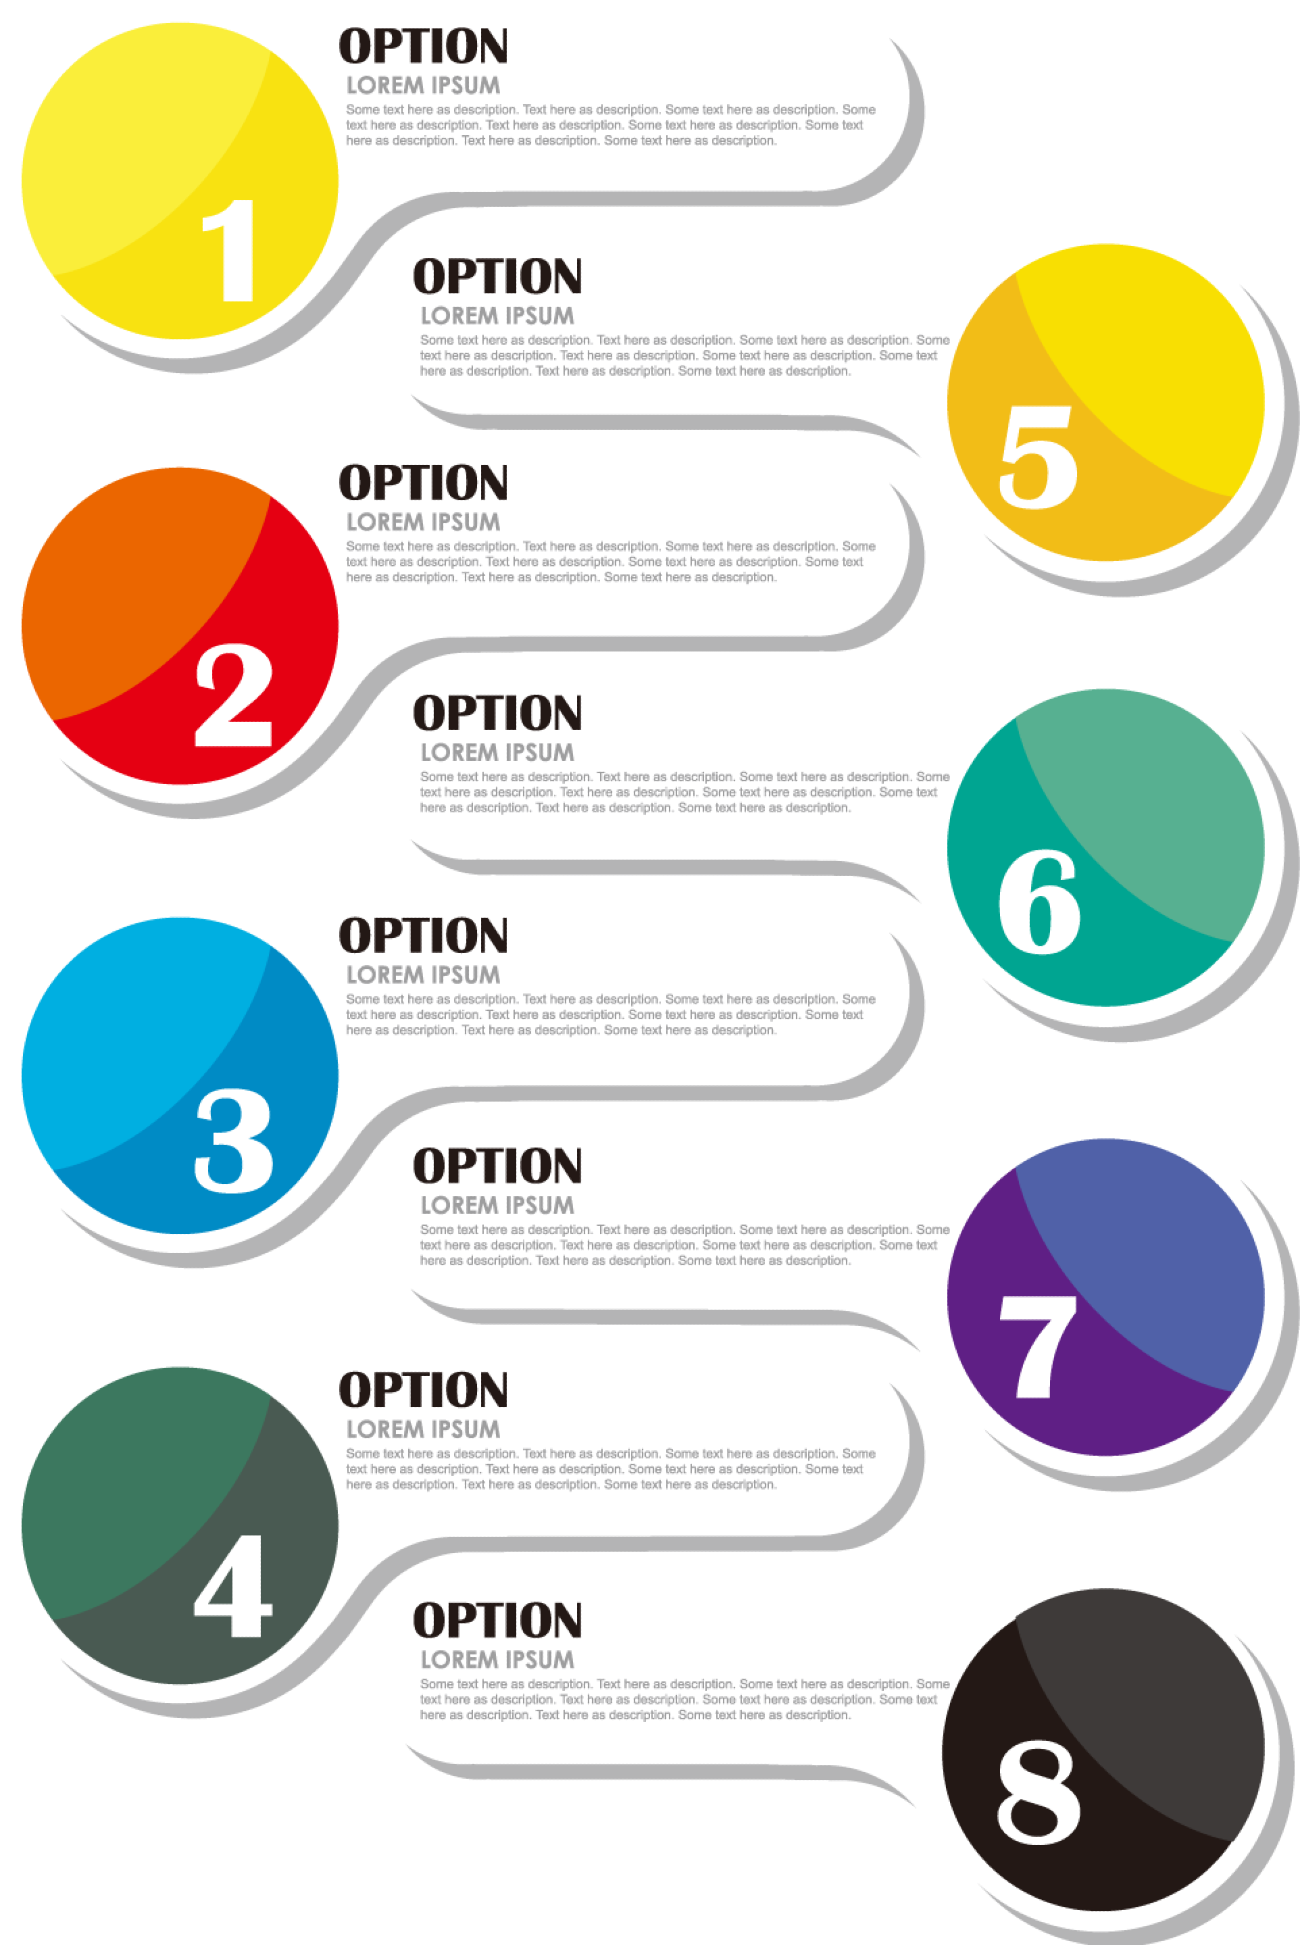 1
OPTION
LOREM IPSUM
Some text here as description. Text here as description. Some text here as description. Some
text here as description. Text here as description. Some text here as description. Some text
here as description. Text here as description. Some text here as description.
OPTION
LOREM IPSUM
Some text here as description. Text here as description. Some text here as description. Some
text here as description. Text here as description. Some text here as description. Some text
here as description. Text here as description. Some text here as description.
5
2
OPTION
LOREM IPSUM
Some text here as description. Text here as description. Some text here as description. Some
text here as description. Text here as description. Some text here as description. Some text
here as description. Text here as description. Some text here as description.
OPTION
LOREM IPSUM
Some text here as description. Text here as description. Some text here as description. Some
text here as description. Text here as description. Some text here as description. Some text
here as description. Text here as description. Some text here as description.
6
3
OPTION
LOREM IPSUM
Some text here as description. Text here as description. Some text here as description. Some
text here as description. Text here as description. Some text here as description. Some text
here as description. Text here as description. Some text here as description.
OPTION
LOREM IPSUM
Some text here as description. Text here as description. Some text here as description. Some
text here as description. Text here as description. Some text here as description. Some text
here as description. Text here as description. Some text here as description.
7
4
OPTION
LOREM IPSUM
Some text here as description. Text here as description. Some text here as description. Some
text here as description. Text here as description. Some text here as description. Some text
here as description. Text here as description. Some text here as description.
OPTION
LOREM IPSUM
Some text here as description. Text here as description. Some text here as description. Some
text here as description. Text here as description. Some text here as description. Some text
here as description. Text here as description. Some text here as description.
8